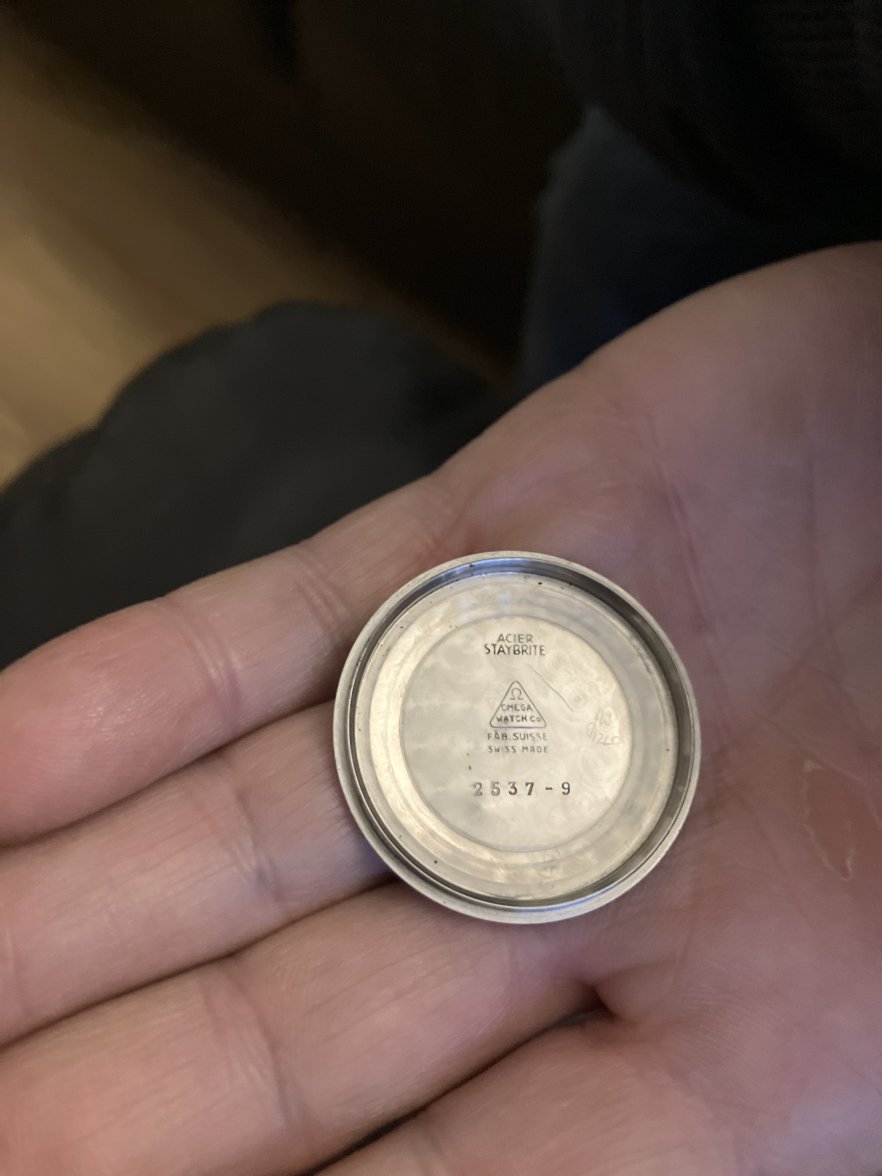 ACIER
STAYBRITE
Ω
OMEGA
WATCH Co
FAB. SUISSE
SWISS MADE
2537-9